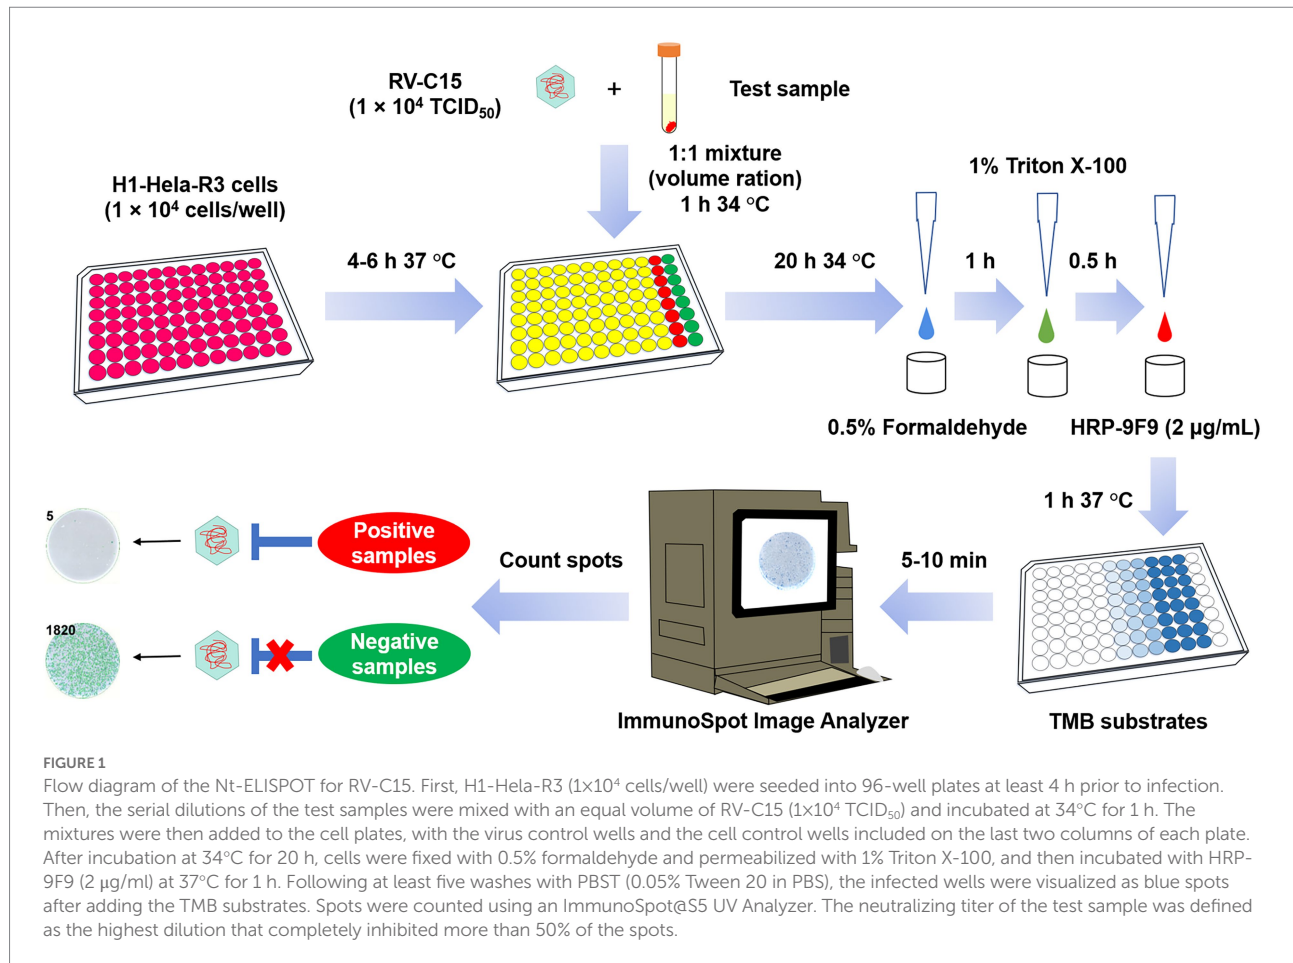 RV-C15
(1 × 10⁴ TCID₅₀)
+
Test sample
1:1 mixture
(volume ration)
1 h 34 °C
H1-Hela-R3 cells
(1 × 10⁴ cells/well)
4-6 h 37 °C
20 h 34 °C
1% Triton X-100
1 h
0.5 h
0.5% Formaldehyde
HRP-9F9 (2 µg/mL)
1 h 37 °C
TMB substrates
5-10 min
ImmunoSpot Image Analyzer
Count spots
Positive
samples
5
Negative
samples
1820
FIGURE 1
Flow diagram of the Nt-ELISPOT for RV-C15. First, H1-Hela-R3 (1×10⁴ cells/well) were seeded into 96-well plates at least 4 h prior to infection.
Then, the serial dilutions of the test samples were mixed with an equal volume of RV-C15 (1×10⁴ TCID₅₀) and incubated at 34°C for 1 h. The
mixtures were then added to the cell plates, with the virus control wells and the cell control wells included on the last two columns of each plate.
After incubation at 34°C for 20 h, cells were fixed with 0.5% formaldehyde and permeabilized with 1% Triton X-100, and then incubated with HRP-
9F9 (2 μg/ml) at 37°C for 1 h. Following at least five washes with PBST (0.05% Tween 20 in PBS), the infected wells were visualized as blue spots
after adding the TMB substrates. Spots were counted using an ImmunoSpot@S5 UV Analyzer. The neutralizing titer of the test sample was defined
as the highest dilution that completely inhibited more than 50% of the spots.